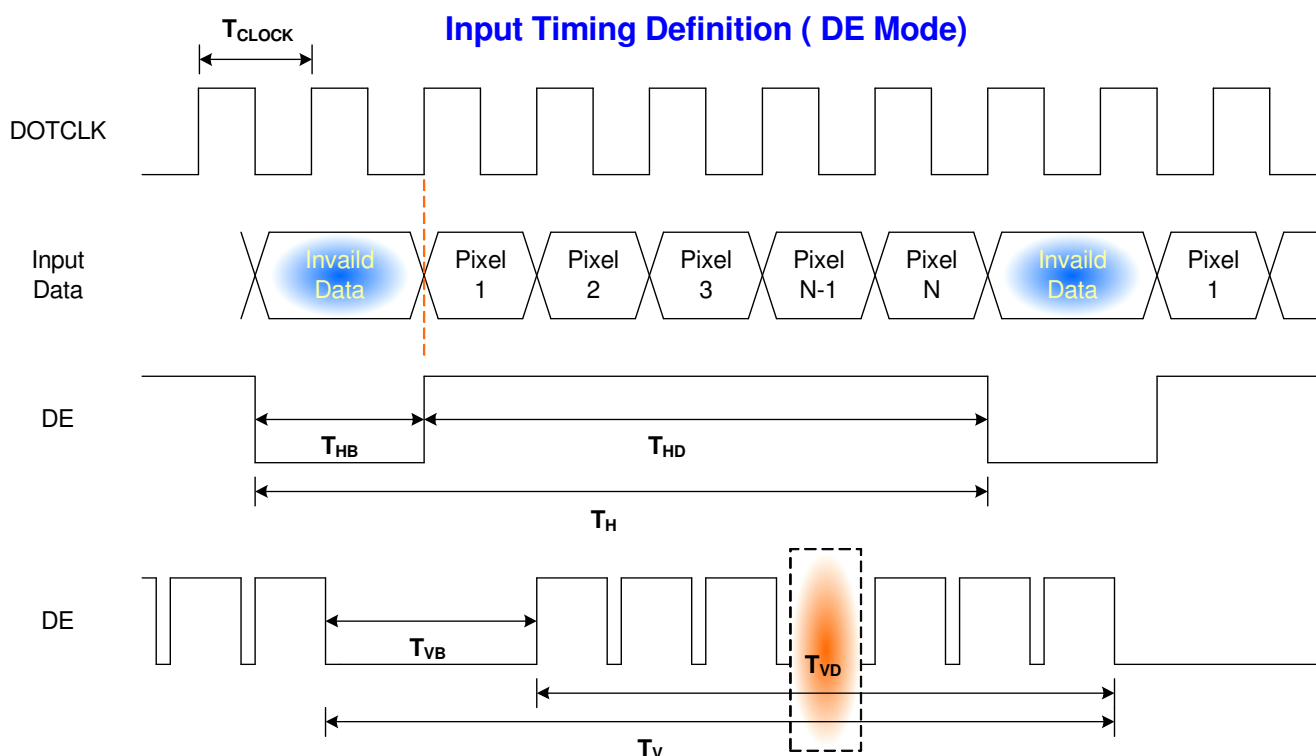 Input Timing Definition ( DE Mode)
TCLOCK
DOTCLK
Input
Data
Invaild
Data
Pixel
1
Pixel
2
Pixel
3
Pixel
N-1
Pixel
N
Invaild
Data
Pixel
1
DE
THB
THD
TH
DE
TVB
TVD
TV